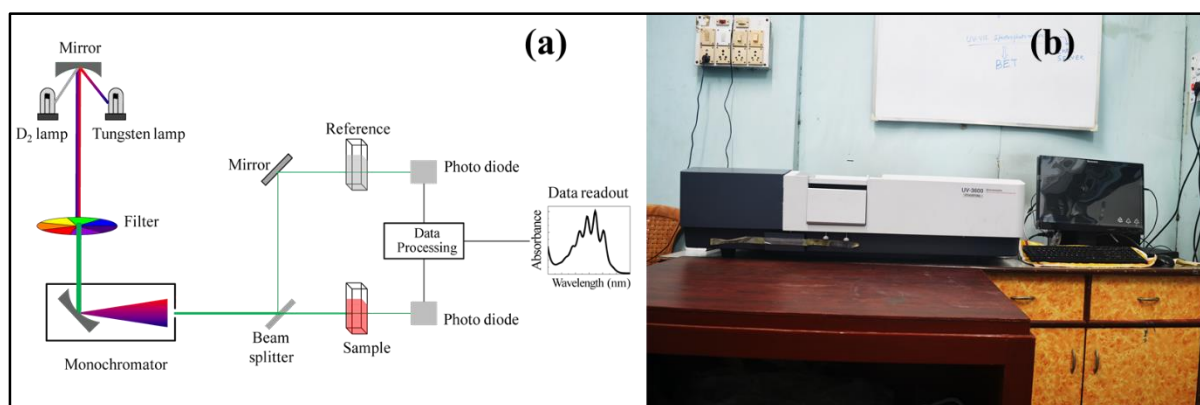 (a)
Mirror
D₂ lamp
Tungsten lamp
Filter
Monochromator
Mirror
Reference
Photo diode
Data
Processing
Beam
splitter
Sample
Photo diode
Data readout
Absorbance
Wavelength (nm)
(b)
BET
UV-3600